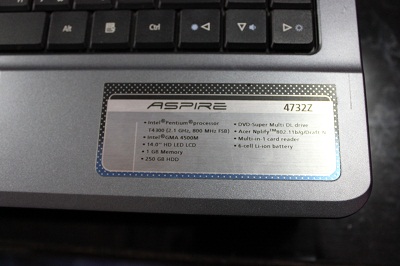 Alt
ASPIRE 4732Z
• Intel® Pentium® processor
T4300 (2.1 GHz, 800 MHz FSB)
• Intel® GMA 4500M
• 14.0" HD LED LCD
• 1 GB Memory
• 250 GB HDD
• DVD-Super Multi DL drive
• Acer Nplify™ 802.11b/g/Draft-N
• Multi-in-1 card reader
• 6-cell Li-ion battery